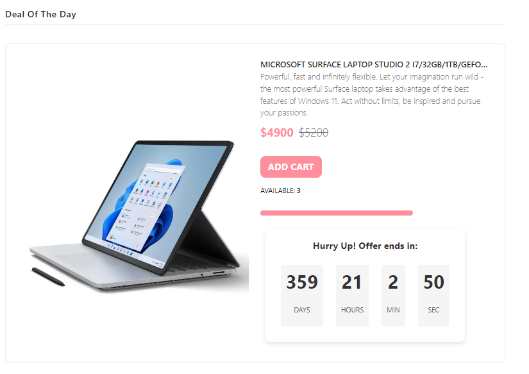 Deal Of The Day
MICROSOFT SURFACE LAPTOP STUDIO 2 I7/32GB/1TB/GEFO...
Powerful, fast and infinitely flexible. Let your imagination run wild -
the most powerful Surface laptop takes advantage of the best
features of Windows 11. Act without limits, be inspired and pursue
your passions.
$4900 $5200
ADD CART
AVAILABLE: 3
Hurry Up! Offer ends in:
359 21 2 50
DAYS HOURS MIN SEC